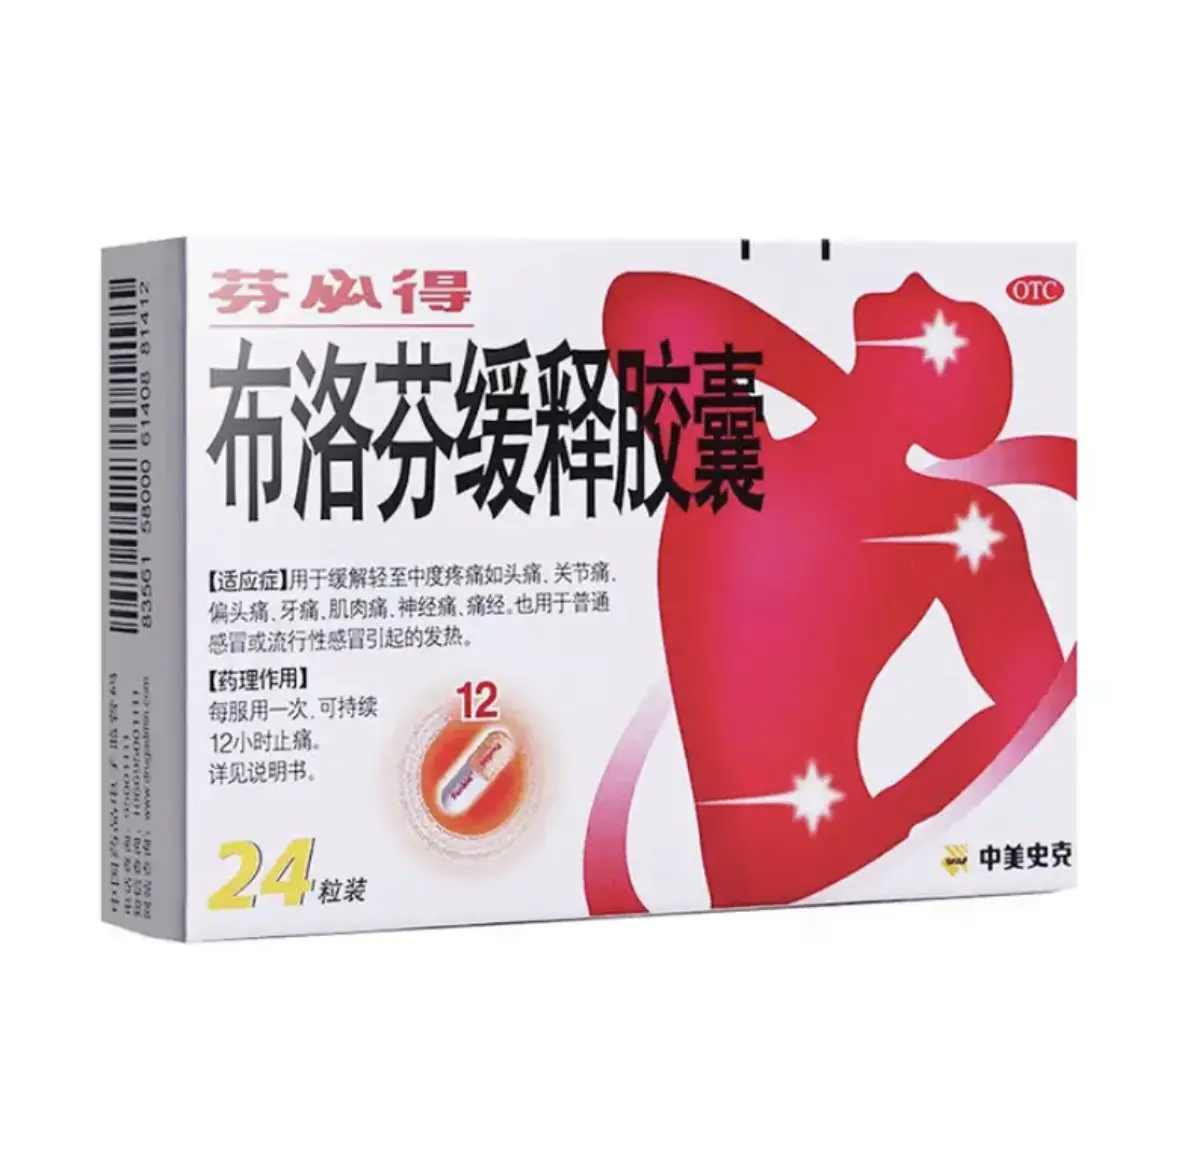 芬必得
OTC
布洛芬缓释胶囊
【适应症】用于缓解轻至中度疼痛如头痛、关节痛、
偏头痛、牙痛、肌肉痛、神经痛、痛经。也用于普通
感冒或流行性感冒引起的发热。
【药理作用】
每服用一次,可持续
12小时止痛。
详见说明书。
12
24粒装
中美史克
83561 58000 61408 81412